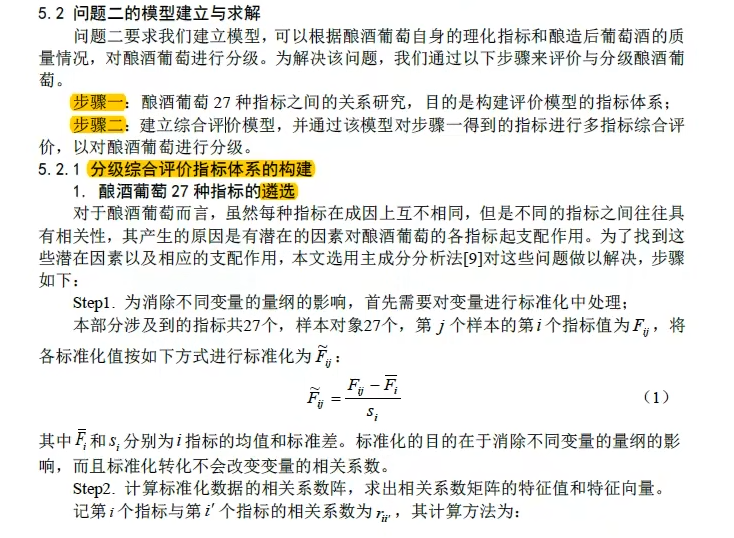 5.2 问题二的模型建立与求解
问题二要求我们建立模型，可以根据酿酒葡萄自身的理化指标和酿造后葡萄酒的质
量情况，对酿酒葡萄进行分级。为解决该问题，我们通过以下步骤来评价与分级酿酒葡
萄。
步骤一：酿酒葡萄 27 种指标之间的关系研究，目的是构建评价模型的指标体系；
步骤二：建立综合评价模型，并通过该模型对步骤一得到的指标进行多指标综合评
价，以对酿酒葡萄进行分级。
5.2.1 分级综合评价指标体系的构建
1. 酿酒葡萄 27 种指标的遴选
对于酿酒葡萄而言，虽然每种指标在成因上互不相同，但是不同的指标之间往往具
有相关性，其产生的原因是有潜在的因素对酿酒葡萄的各指标起支配作用。为了找到这
些潜在因素以及相应的支配作用，本文选用主成分分析法[9]对这些问题做以解决，步骤
如下：
Step1. 为消除不同变量的量纲的影响，首先需要对变量进行标准化中处理；
本部分涉及到的指标共27个，样本对象27个，第 j 个样本的第 i 个指标值为 F_{ij}，将
各标准化值按如下方式进行标准化为 \tilde{F}_{ij}：
\tilde{F}_{ij} = \frac{F_{ij} - \overline{F}_i}{s_i} （1）
其中 \overline{F}_i 和 s_i 分别为 i 指标的均值和标准差。标准化的目的在于消除不同变量的量纲的影
响，而且标准化转化不会改变变量的相关系数。
Step2. 计算标准化数据的相关系数阵，求出相关系数矩阵的特征值和特征向量。
记第 i 个指标与第 i′ 个指标的相关系数为 r_{ii′}，其计算方法为：